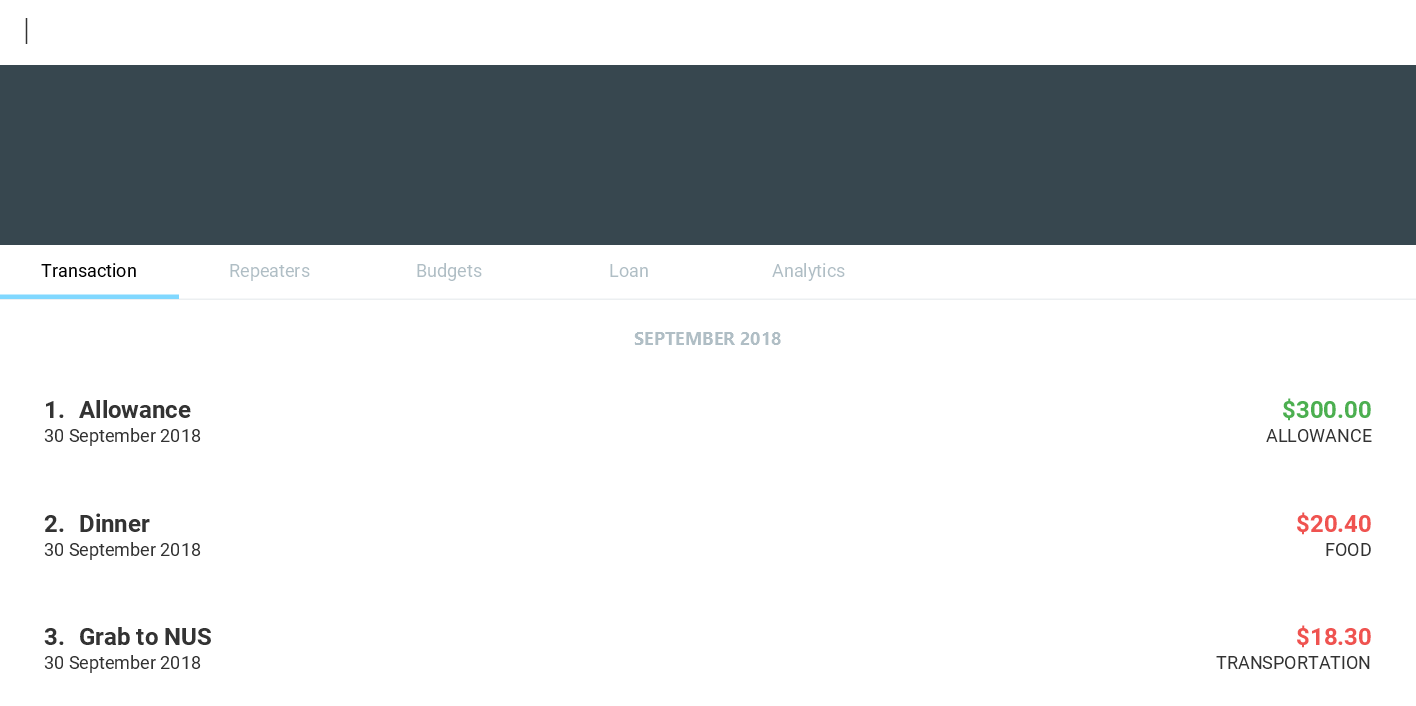 Transaction Repeaters Budgets Loan Analytics
SEPTEMBER 2018
1. Allowance $300.00
30 September 2018 ALLOWANCE
2. Dinner $20.40
30 September 2018 FOOD
3. Grab to NUS $18.30
30 September 2018 TRANSPORTATION